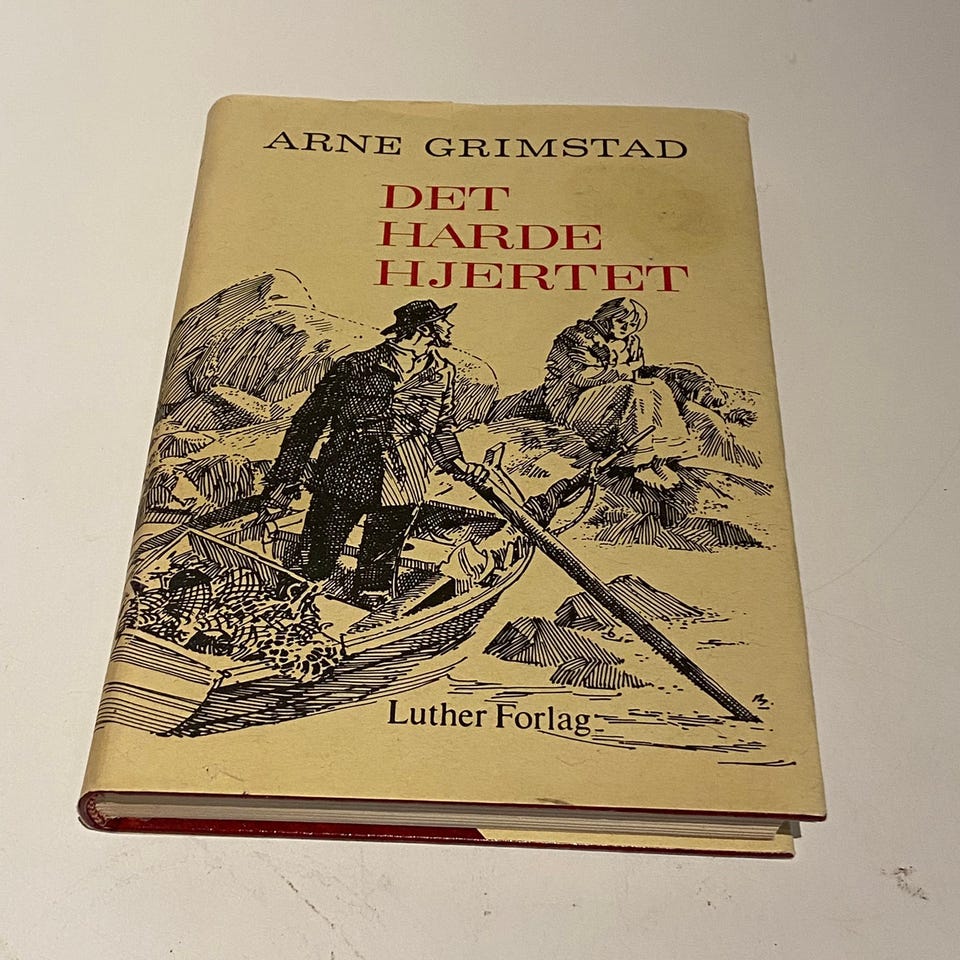 ARNE GRIMSTAD
DET
HARDE
HJERTET
Luther Forlag